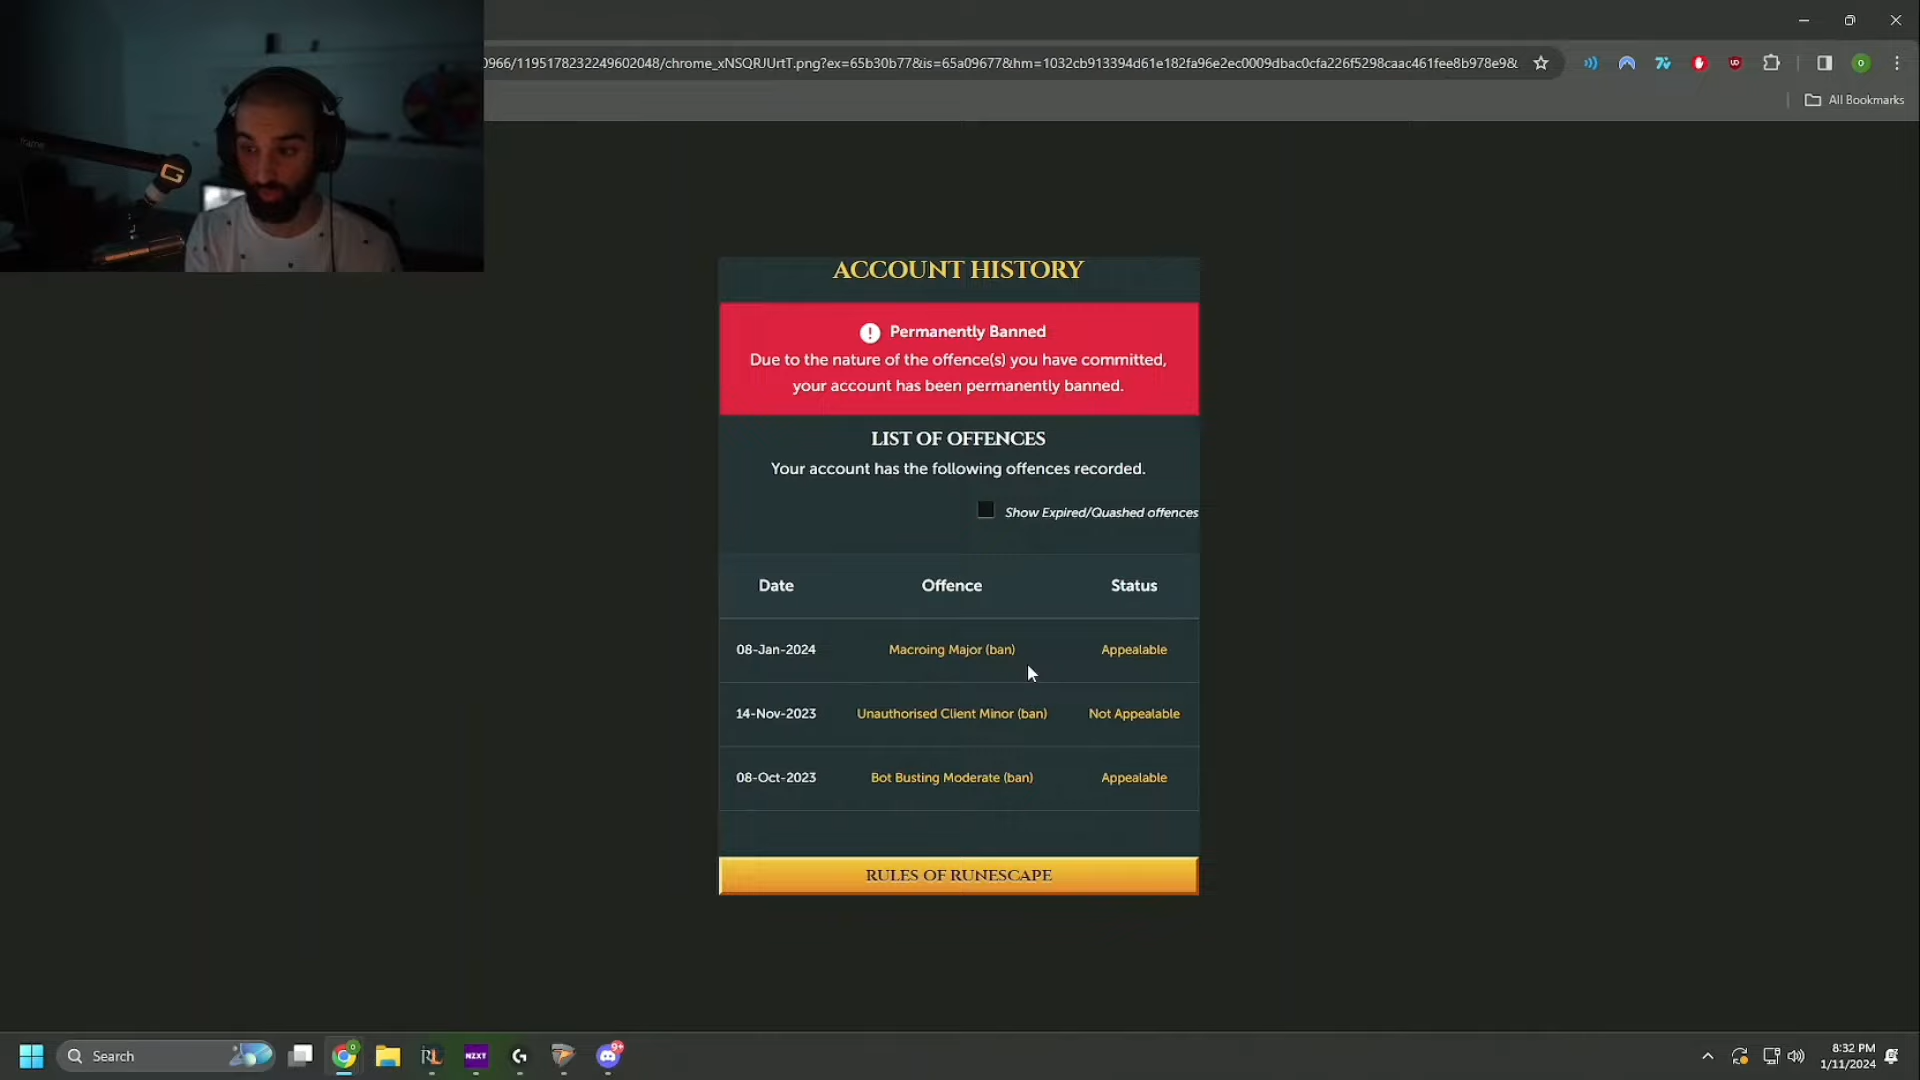 0966/1195178232249602048/chrome_xNSQRJUrtT.png?ex=65b30b77&is=65a09677&hm=1032cb913394d61e182fa96e2ec0009dbac0cfa226f5298caac461fee8b978e9&
All Bookmarks
ACCOUNT HISTORY
Permanently Banned
Due to the nature of the offence(s) you have committed,
your account has been permanently banned.
LIST OF OFFENCES
Your account has the following offences recorded.
Show Expired/Quashed offences
Date Offence Status
08-Jan-2024 Macroing Major (ban) Appealable
14-Nov-2023 Unauthorised Client Minor (ban) Not Appealable
08-Oct-2023 Bot Busting Moderate (ban) Appealable
RULES OF RUNESCAPE
Search
NZXT
9+
8:32 PM
1/11/2024